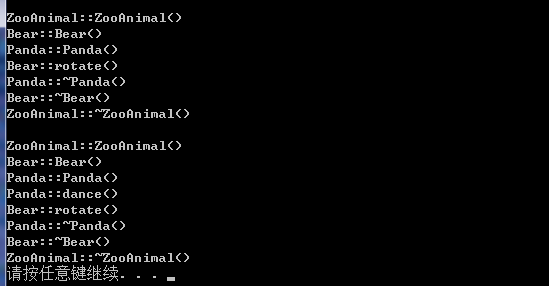 ZooAnimal::ZooAnimal()
Bear::Bear()
Panda::Panda()
Bear::rotate()
Panda::~Panda()
Bear::~Bear()
ZooAnimal::~ZooAnimal()

ZooAnimal::ZooAnimal()
Bear::Bear()
Panda::Panda()
Panda::dance()
Bear::rotate()
Panda::~Panda()
Bear::~Bear()
ZooAnimal::~ZooAnimal()
请按任意键继续. . .